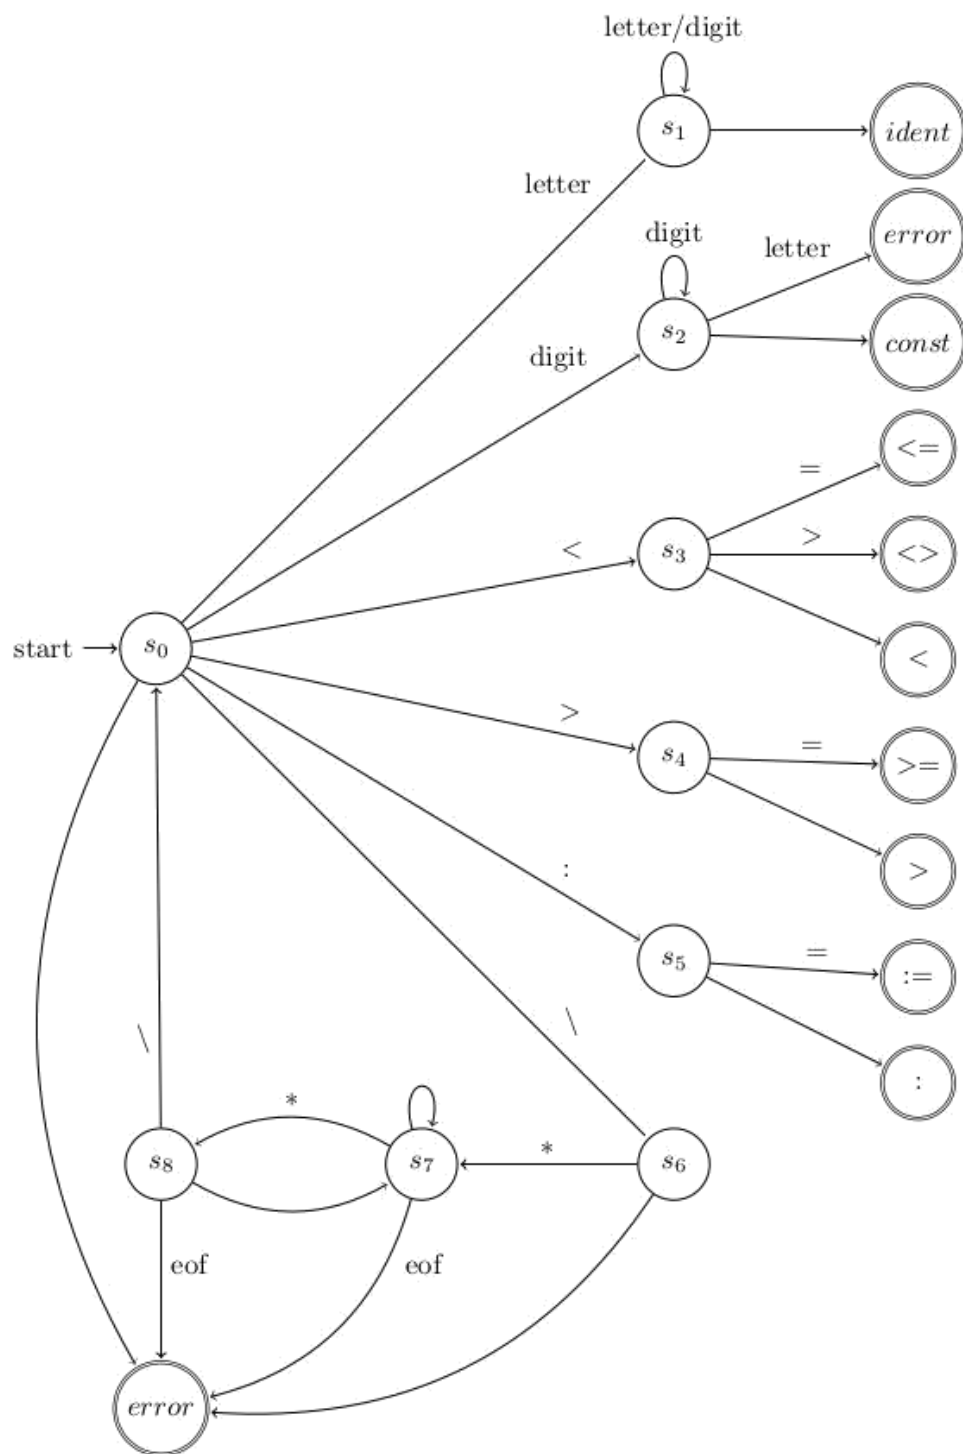 letter/digit
s1
ident
letter
error
digit
letter
s2
const
digit
<=
=
s3
>
<>
<
start
s0
<
>
s4
=
>=
>
:
s5
=
:=
\
\
:
*
s8
s7
*
s6
eof
eof
error